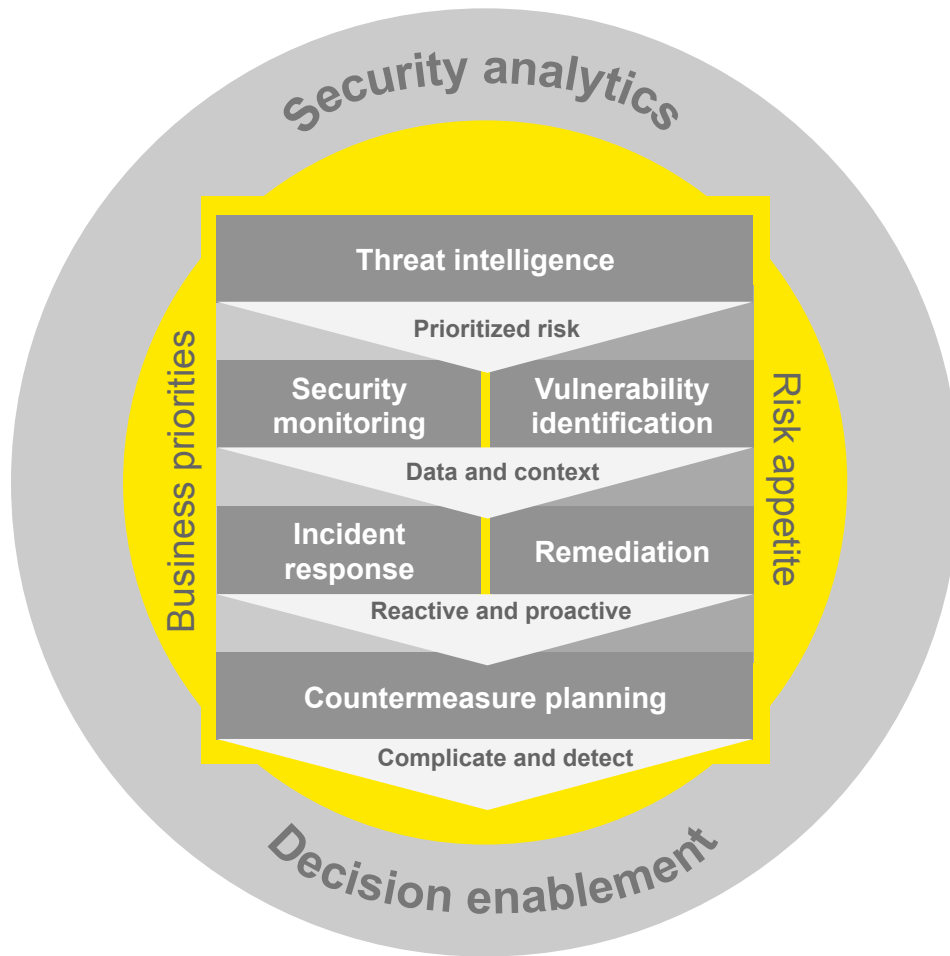 Security analytics
Threat intelligence
Prioritized risk
Business priorities
Security
monitoring
Vulnerability
identification
Risk appetite
Data and context
Incident
response
Remediation
Reactive and proactive
Countermeasure planning
Complicate and detect
Decision enablement